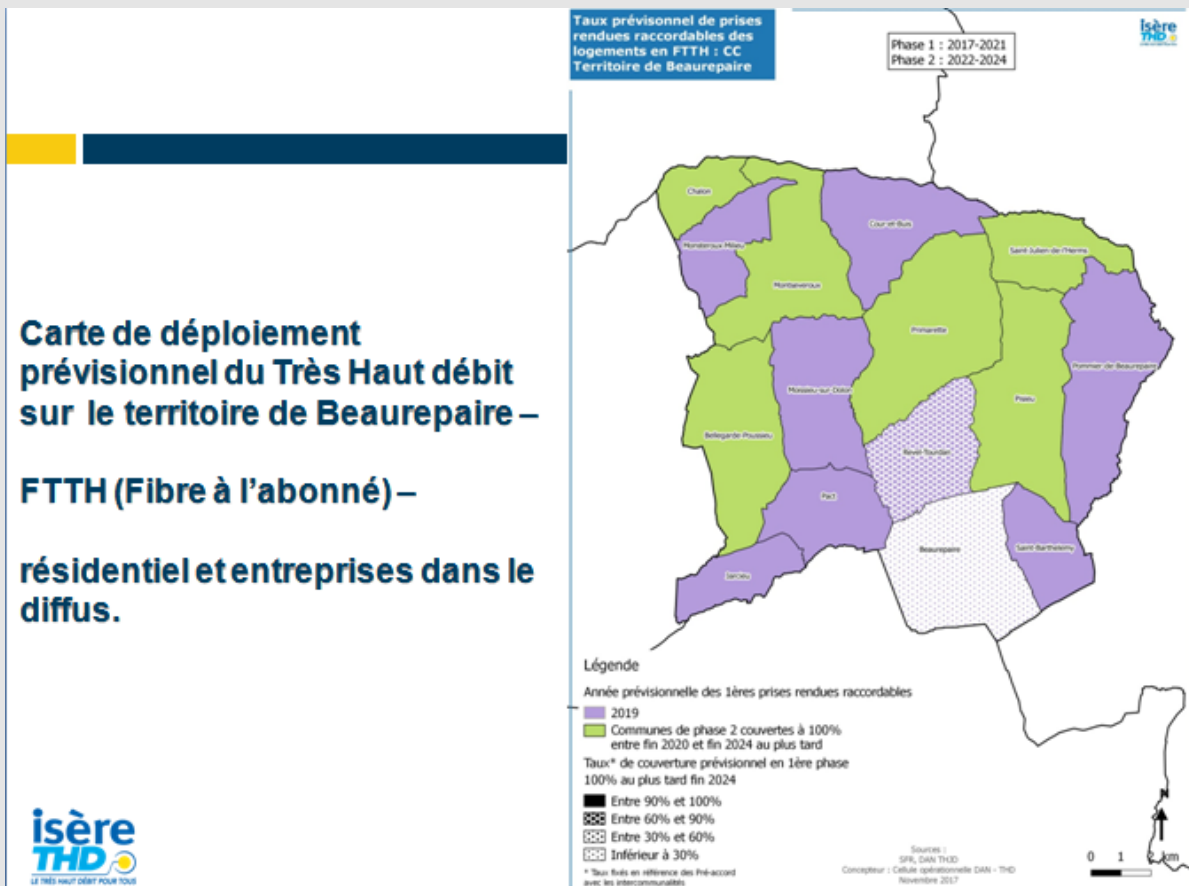 Carte de déploiement
prévisionnel du Très Haut débit
sur le territoire de Beaurepaire –
FTTH (Fibre à l'abonné) –
résidentiel et entreprises dans le
diffus.
isère
THD
LE TRÈS HAUT DÉBIT POUR TOUS
Taux prévisonnel de prises
rendues raccordables des
logements en FTTH : CC
Territoire de Beaurepaire
Phase 1 : 2017-2021
Phase 2 : 2022-2024
isère
THD
Chalon
Monsteroux Milieu
Cour-et-Buis
Saint Julien de l'Herms
Montseveroux
Primarette
Pommier de Beaurepaire
Moissieu sur Dolon
Pisieu
Bellegarde Poussieu
Revel Tourdan
Pact
Beaurepaire
Saint Barthelemy
Jarcieu
Légende
Année prévisionnelle des 1ères prises rendues raccordables
2019
Communes de phase 2 couvertes à 100%
entre fin 2020 et fin 2024 au plus tard
Taux* de couverture prévisionnel en 1ère phase
100% au plus tard fin 2024
Entre 90% et 100%
Entre 60% et 90%
Entre 30% et 60%
Inférieur à 30%
* Taux fixés en référence des Pré-accord
avec les intercommunalités
Sources :
SFR, DAN THD
Concepteur : Cellule opérationnelle DAN - THD
Novembre 2017
N
0 1 2 km